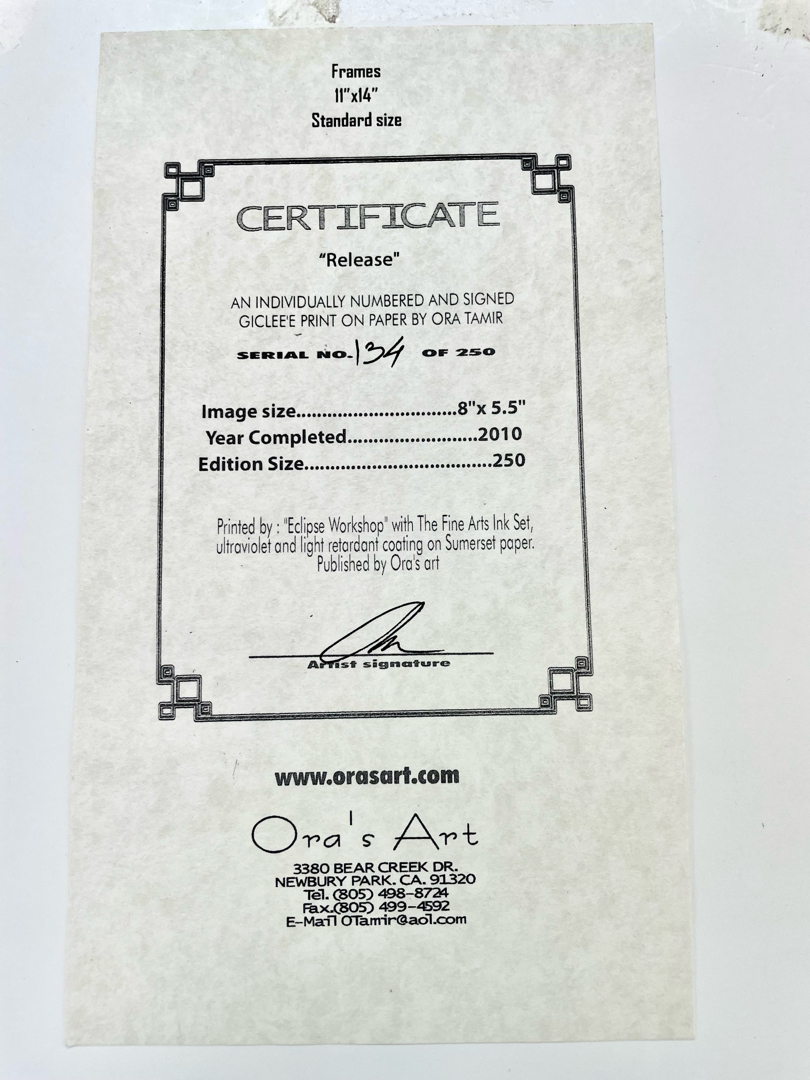 Frames
11"x14"
Standard size
CERTIFICATE
"Release"
AN INDIVIDUALLY NUMBERED AND SIGNED
GICLEE'E PRINT ON PAPER BY ORA TAMIR
SERIAL NO. 134 OF 250
Image size...............................8"x 5.5"
Year Completed.........................2010
Edition Size....................................250
Printed by : "Eclipse Workshop" with The Fine Arts Ink Set,
ultraviolet and light retardant coating on Sumerset paper.
Published by Ora's art
Artist signature
www.orasart.com
Ora's Art
3380 BEAR CREEK DR.
NEWBURY PARK. CA. 91320
Tel. (805) 498-8724
Fax.(805) 499-4592
E-Mail OTamir@aol.com